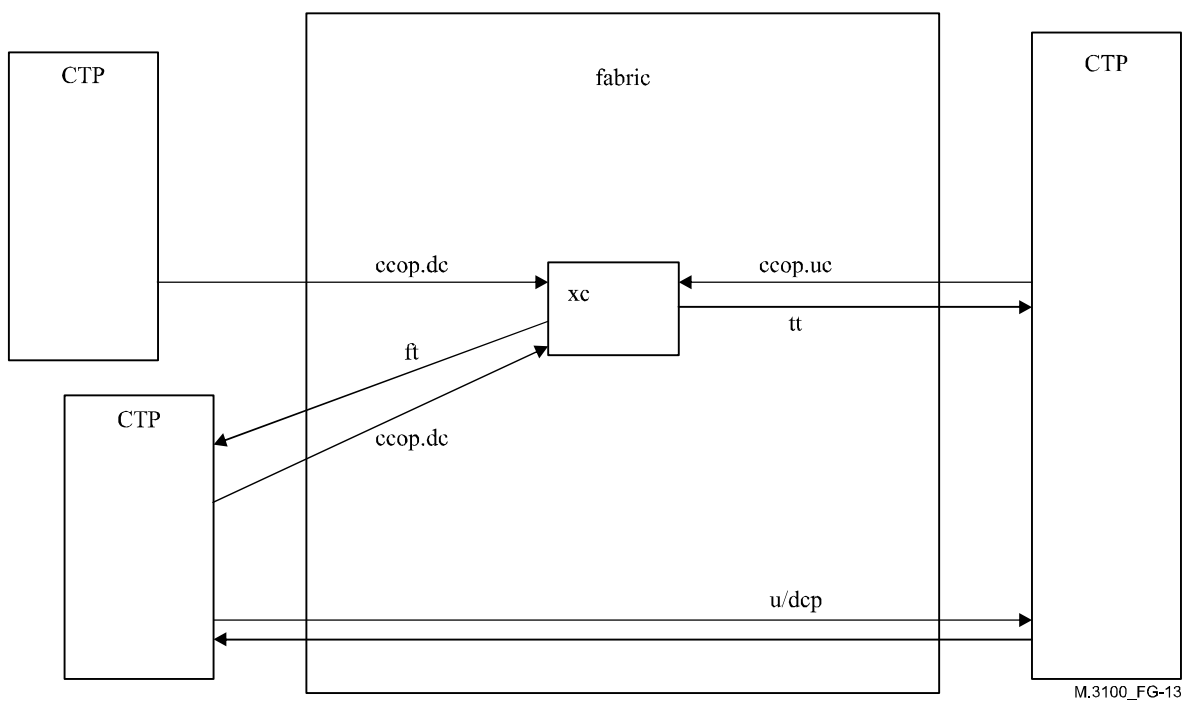 CTP
fabric
CTP
ccop.dc
ccop.uc
xc
tt
ft
CTP
ccop.dc
u/dcp
M.3100_FG-13